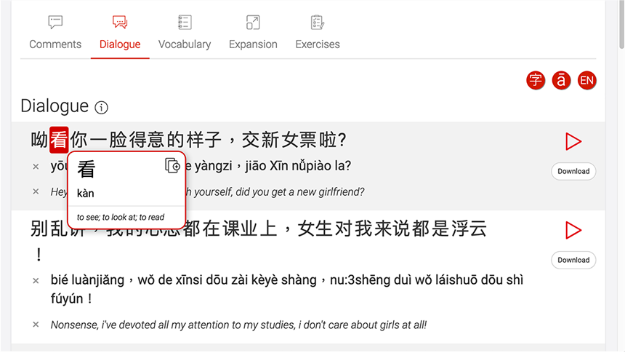 Comments Dialogue Vocabulary Expansion Exercises
字 ā EN
Dialogue
呦看你一脸得意的样子，交新女票啦?
yàngzi，jiāo Xīn nǚpiào la?
Download
看
kàn
to see; to look at; to read
Hey yourself, did you get a new girlfriend?
别乱讲，我的心思都在课业上，女生对我来说都是浮云
！
Download
bié luànjiǎng，wǒ de xīnsi dōu zài kèyè shàng，nu:3shēng duì wǒ láishuō dōu shì
fúyún！
Nonsense, i've devoted all my attention to my studies, i don't care about girls at all!